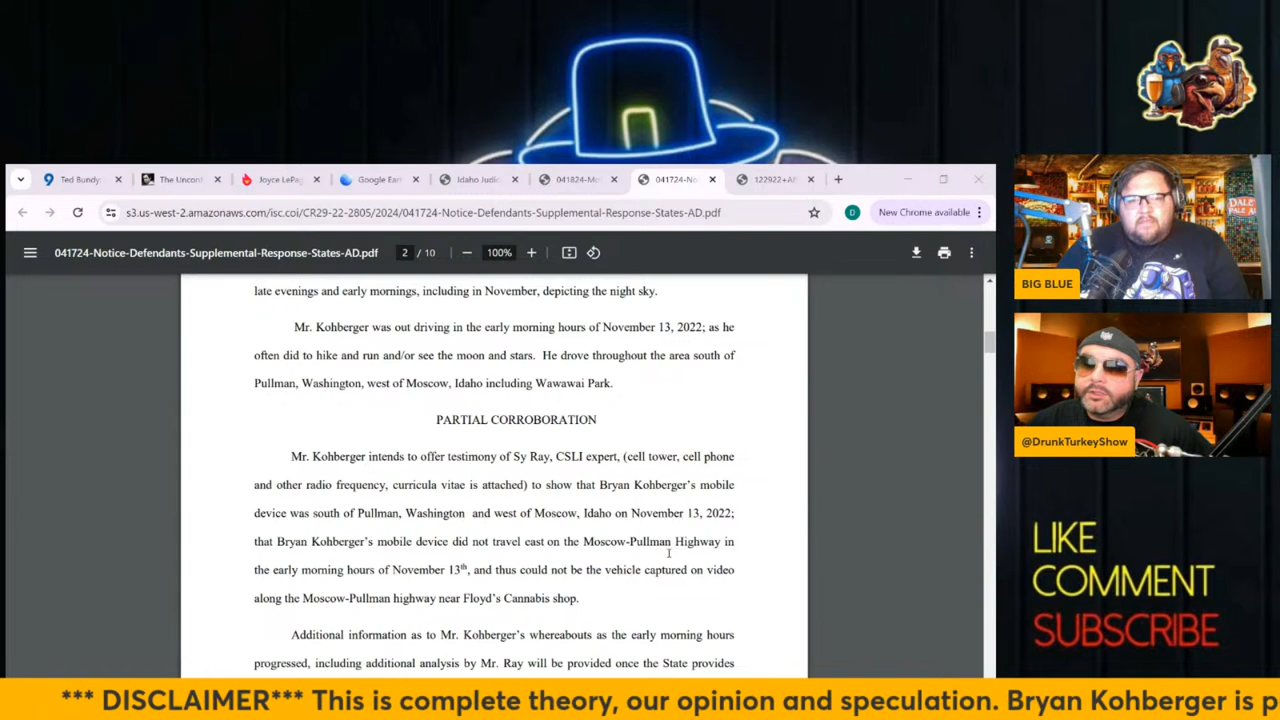 Ted Bundy
The Uncon
Joyce LePa
Google Ear
Idaho Judi
041824-Mo
041724-No
122922+Af
s3.us-west-2.amazonaws.com/isc.coi/CR29-22-2805/2024/041724-Notice-Defendants-Supplemental-Response-States-AD.pdf
D
New Chrome available
041724-Notice-Defendants-Supplemental-Response-States-AD.pdf
2 / 10
100%
late evenings and early mornings, including in November, depicting the night sky.
Mr. Kohberger was out driving in the early morning hours of November 13, 2022; as he
often did to hike and run and/or see the moon and stars. He drove throughout the area south of
Pullman, Washington, west of Moscow, Idaho including Wawawai Park.
PARTIAL CORROBORATION
Mr. Kohberger intends to offer testimony of Sy Ray, CSLI expert, (cell tower, cell phone
and other radio frequency, curricula vitae is attached) to show that Bryan Kohberger's mobile
device was south of Pullman, Washington and west of Moscow, Idaho on November 13, 2022;
that Bryan Kohberger's mobile device did not travel east on the Moscow-Pullman Highway in
the early morning hours of November 13th, and thus could not be the vehicle captured on video
along the Moscow-Pullman highway near Floyd's Cannabis shop.
Additional information as to Mr. Kohberger's whereabouts as the early morning hours
progressed, including additional analysis by Mr. Ray will be provided once the State provides
DALE
PALE A
BIG BLUE
@DrunkTurkeyShow
LIKE
COMMENT
SUBSCRIBE
*** DISCLAIMER*** This is complete theory, our opinion and speculation. Bryan Kohberger is p